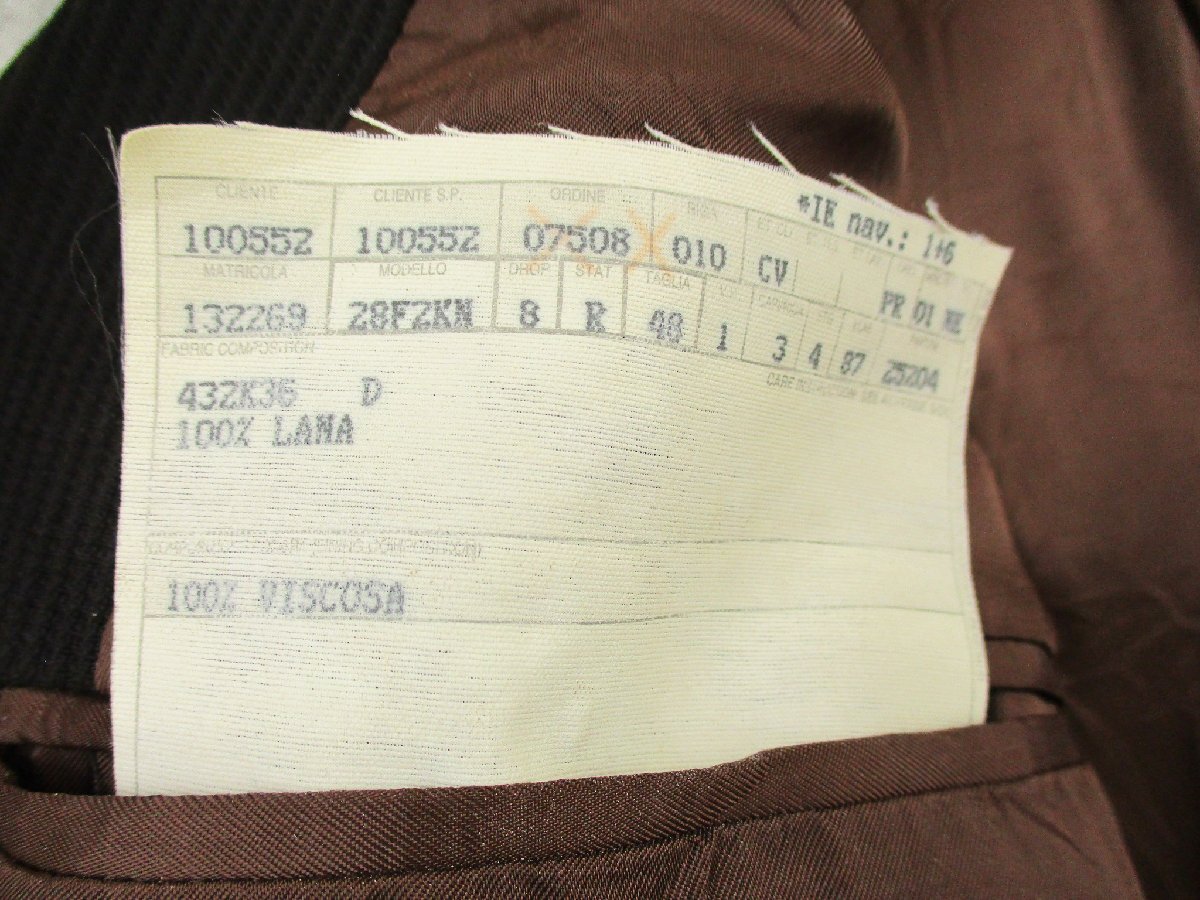 *IE nav.: 1+6
CLIENTE CLIENTE S.P. ORDINE
100552 100552 07508 010 CV PR 01
MATRICOLA MODELLO DROP STAT TAGLIA
132269 28F2KN 8 R 48 1 3 4 87 25204
FABRIC COMPOSITION
432K36 D
100% LANA
100% VISCOSA